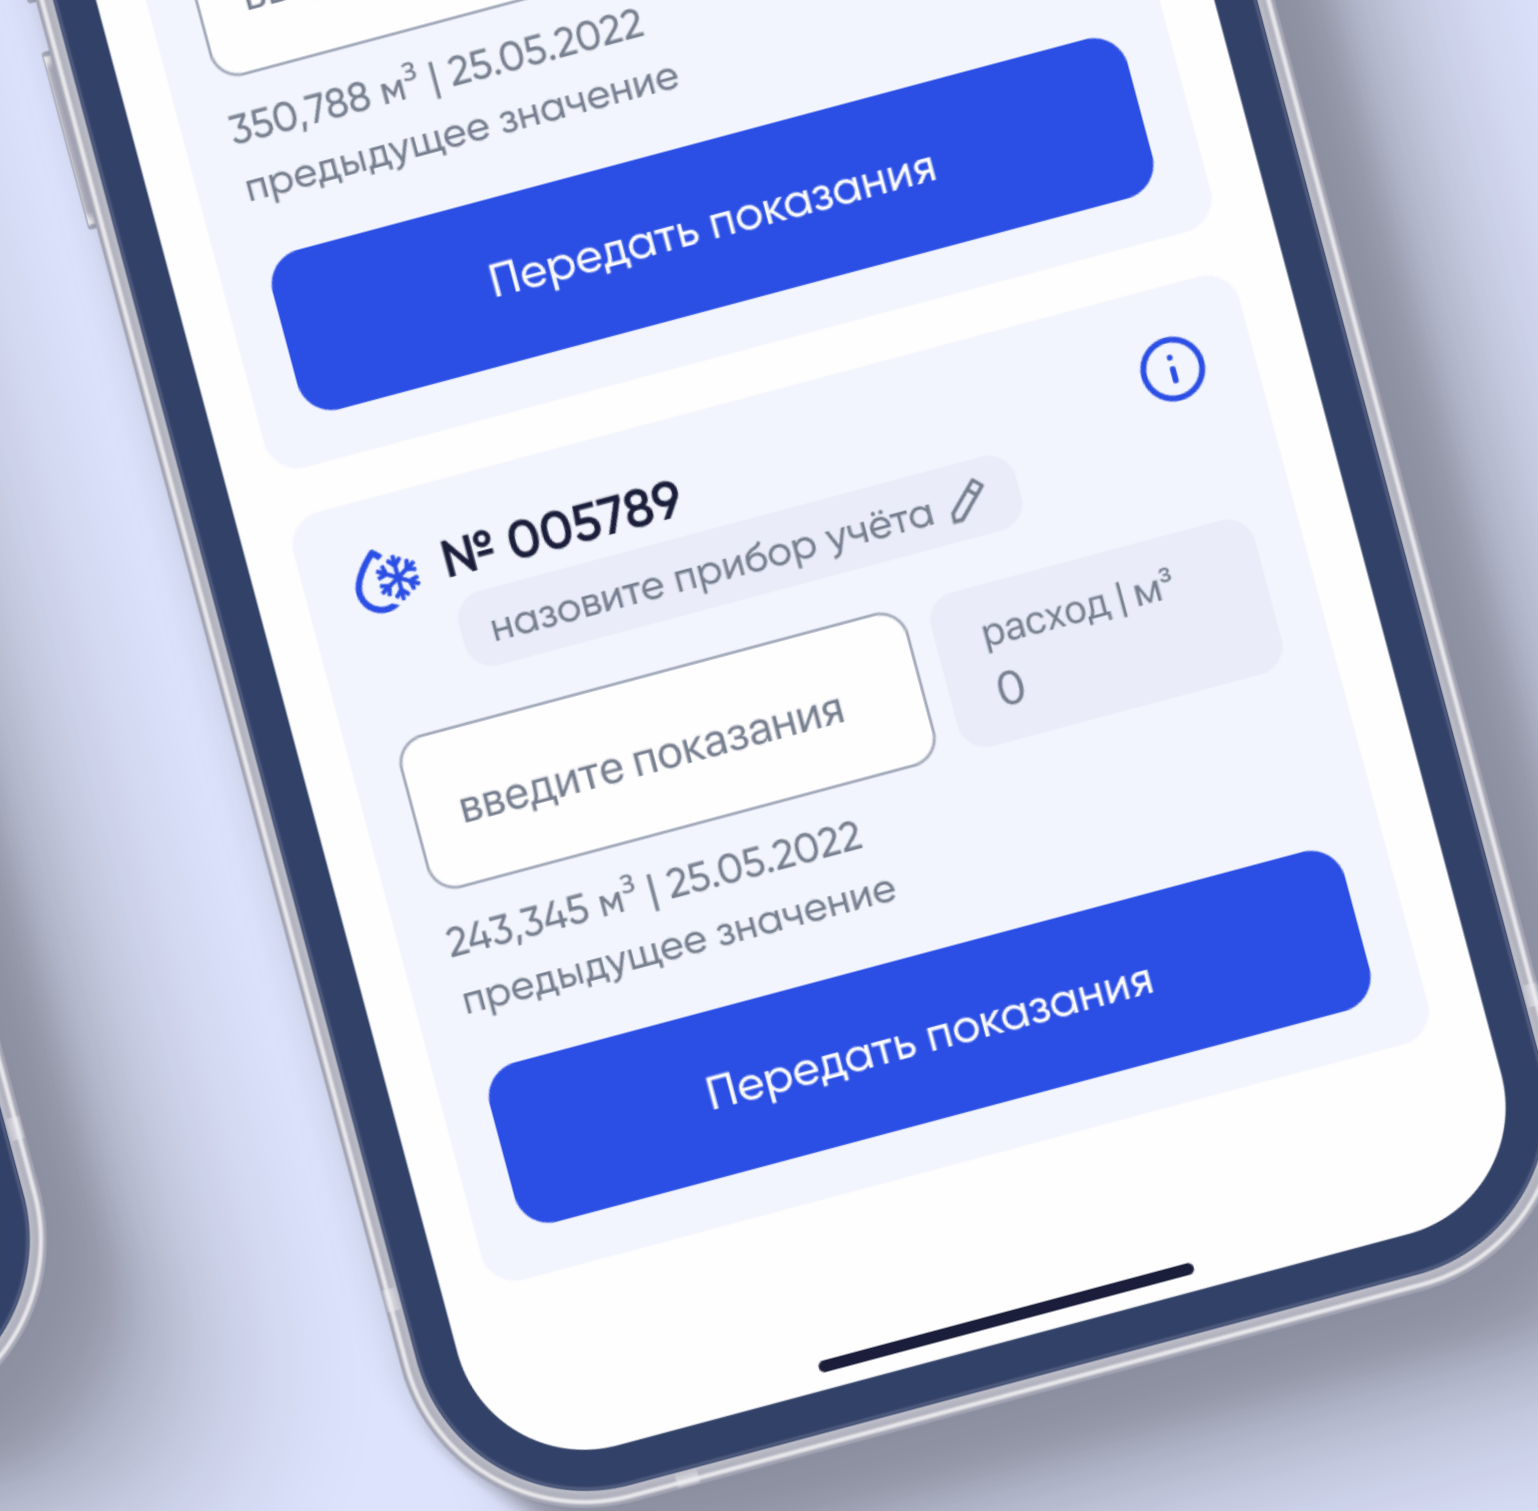 350,788 м³ | 25.05.2022
предыдущее значение
Передать показания
№ 005789
назовите прибор учёта
введите показания
расход | м³
0
243,345 м³ | 25.05.2022
предыдущее значение
Передать показания